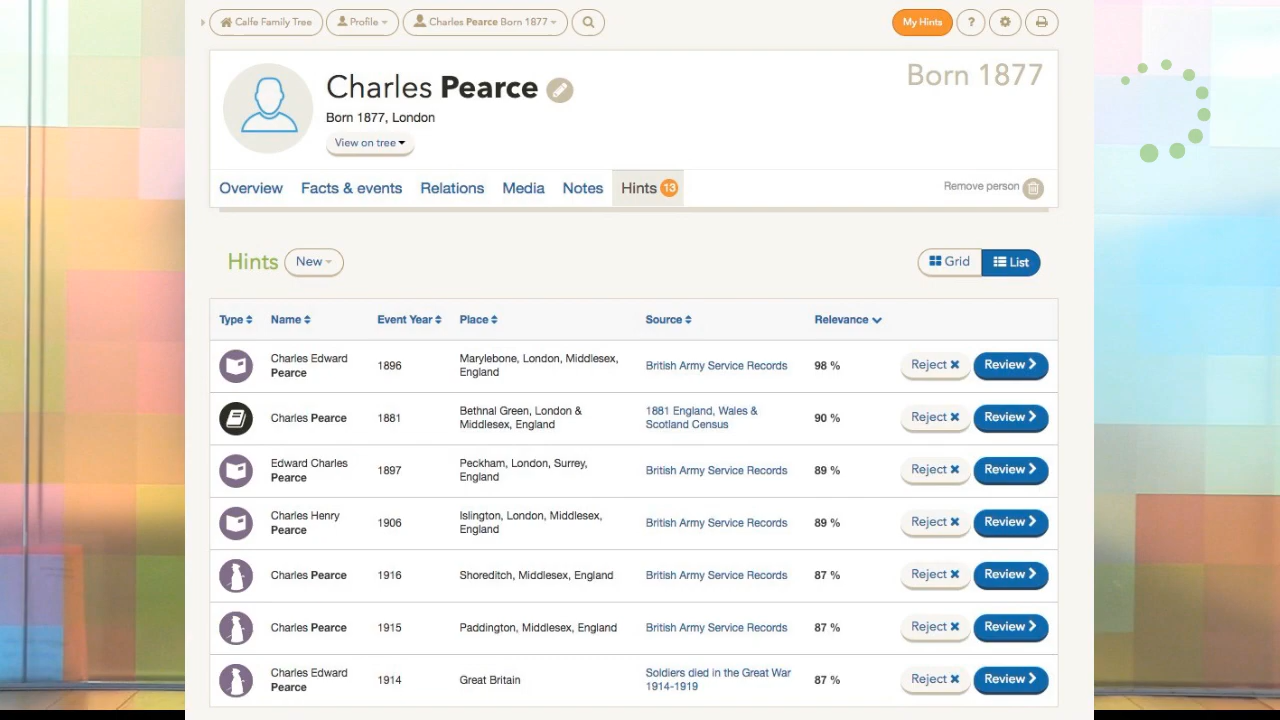 Calfe Family Tree Profile Charles Pearce Born 1877 My Hints ?
Charles Pearce Born 1877
Born 1877, London
View on tree
Overview Facts & events Relations Media Notes Hints 13 Remove person
Hints New Grid List
Type Name Event Year Place Source Relevance
Charles Edward Pearce 1896 Marylebone, London, Middlesex, England British Army Service Records 98 % Reject Review
Charles Pearce 1881 Bethnal Green, London & Middlesex, England 1881 England, Wales & Scotland Census 90 % Reject Review
Edward Charles Pearce 1897 Peckham, London, Surrey, England British Army Service Records 89 % Reject Review
Charles Henry Pearce 1906 Islington, London, Middlesex, England British Army Service Records 89 % Reject Review
Charles Pearce 1916 Shoreditch, Middlesex, England British Army Service Records 87 % Reject Review
Charles Pearce 1915 Paddington, Middlesex, England British Army Service Records 87 % Reject Review
Charles Edward Pearce 1914 Great Britain Soldiers died in the Great War 1914-1919 87 % Reject Review